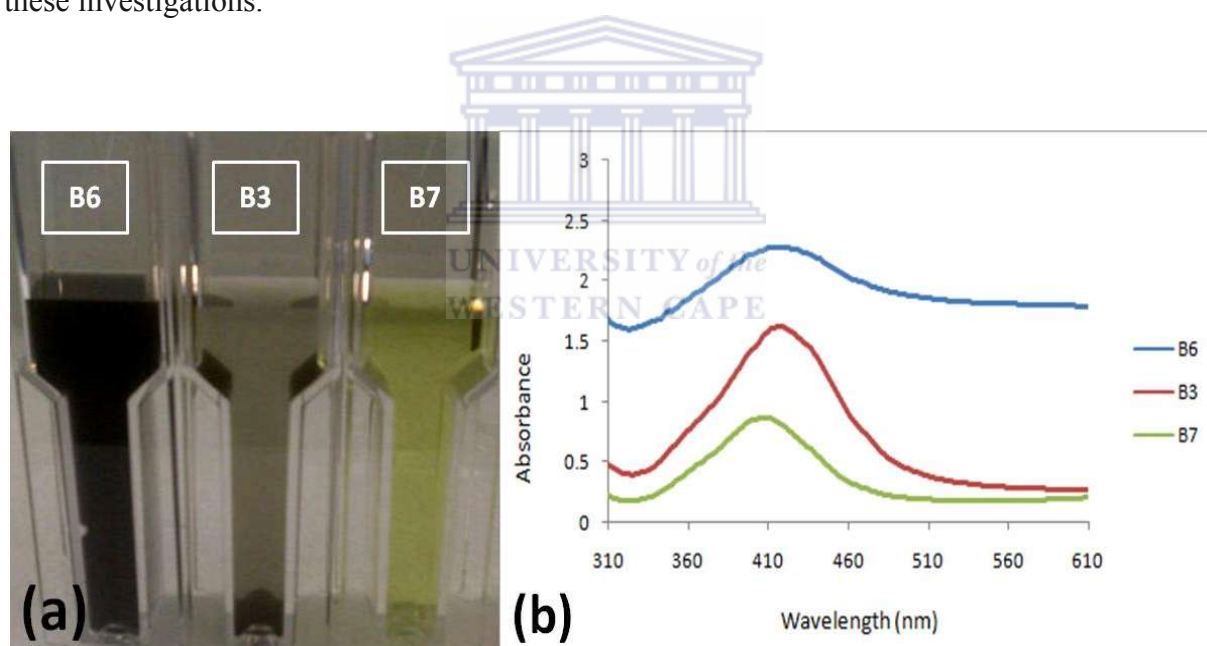 these investigations.
B6
B3
B7
(a)
UNIVERSITY of the
WESTERN CAPE
3
2.5
2
1.5
1
0.5
0
310 360 410 460 510 560 610
Absorbance
Wavelength (nm)
B6
B3
B7
(b)